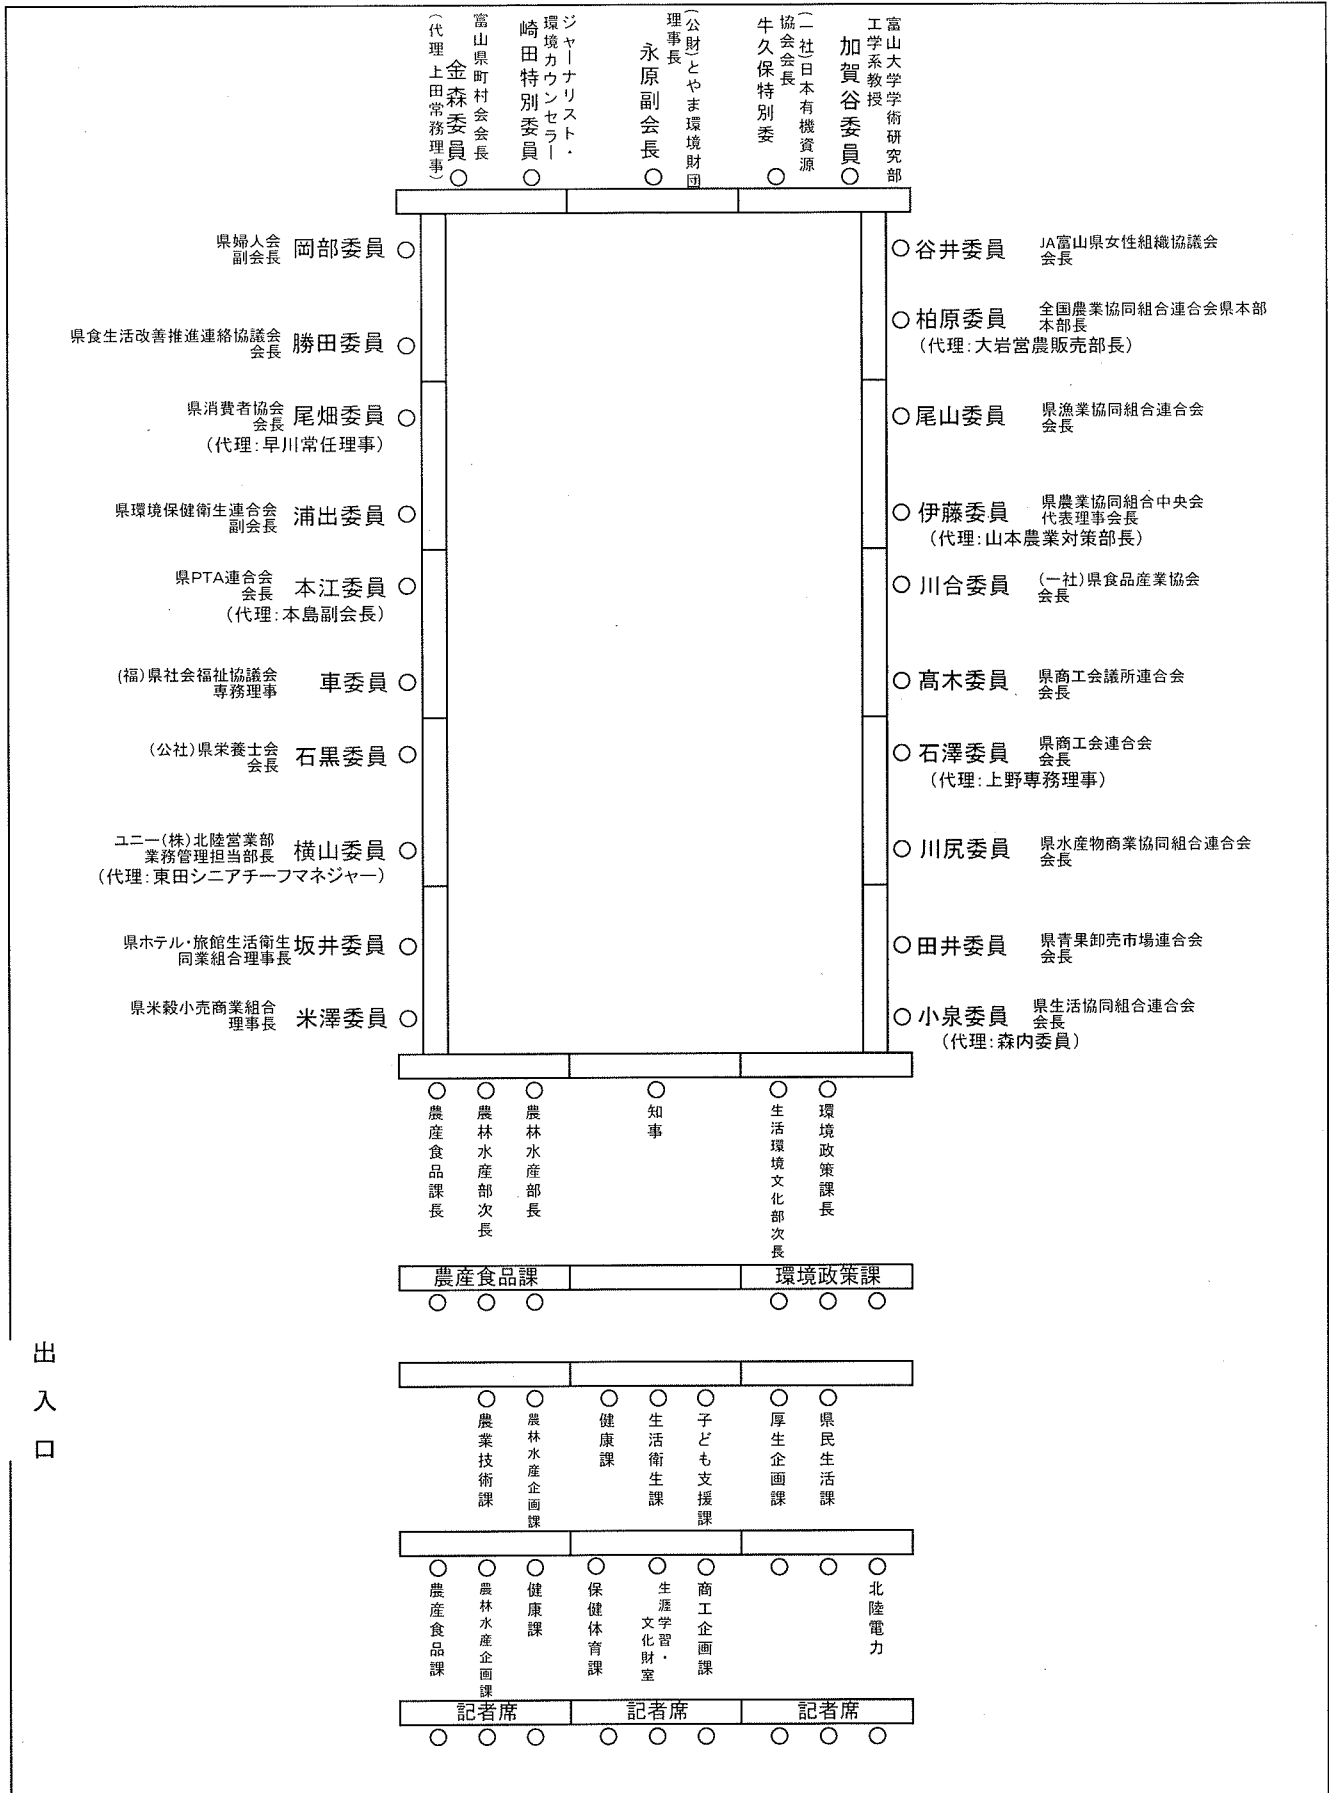 富山大学学術研究部
工学系教授
加賀谷委員
(一社)日本有機資源
協会会長
牛久保特別委
(公財)とやま環境財団
理事長
永原副会長
ジャーナリスト・
環境カウンセラー
崎田特別委員
富山県町村会会長
金森委員
(代理 上田常務理事)
県婦人会
副会長
岡部委員
県食生活改善推進連絡協議会
会長
勝田委員
県消費者協会
会長
尾畑委員
(代理:早川常任理事)
県環境保健衛生連合会
副会長
浦出委員
県PTA連合会
会長
本江委員
(代理:本島副会長)
(福)県社会福祉協議会
専務理事
車委員
(公社)県栄養士会
会長
石黒委員
ユニー(株)北陸営業部
業務管理担当部長
横山委員
(代理:東田シニアチーフマネジャー)
県ホテル・旅館生活衛生
同業組合理事長
坂井委員
県米穀小売商業組合
理事長
米澤委員
谷井委員
JA富山県女性組織協議会
会長
柏原委員
全国農業協同組合連合会県本部
本部長
(代理:大岩営農販売部長)
尾山委員
県漁業協同組合連合会
会長
伊藤委員
県農業協同組合中央会
代表理事会長
(代理:山本農業対策部長)
川合委員
(一社)県食品産業協会
会長
髙木委員
県商工会議所連合会
会長
石澤委員
県商工会連合会
会長
(代理:上野専務理事)
川尻委員
県水産物商業協同組合連合会
会長
田井委員
県青果卸売市場連合会
会長
小泉委員
県生活協同組合連合会
会長
(代理:森内委員)
農産食品課長
農林水産部次長
農林水産部長
知事
生活環境文化部次長
環境政策課長
農産食品課
環境政策課
出入口
農業技術課
農林水産企画課
健康課
生活衛生課
子ども支援課
厚生企画課
県民生活課
農産食品課
農林水産企画課
健康課
保健体育課
生涯学習・
文化財室
商工企画課
北陸電力
記者席
記者席
記者席